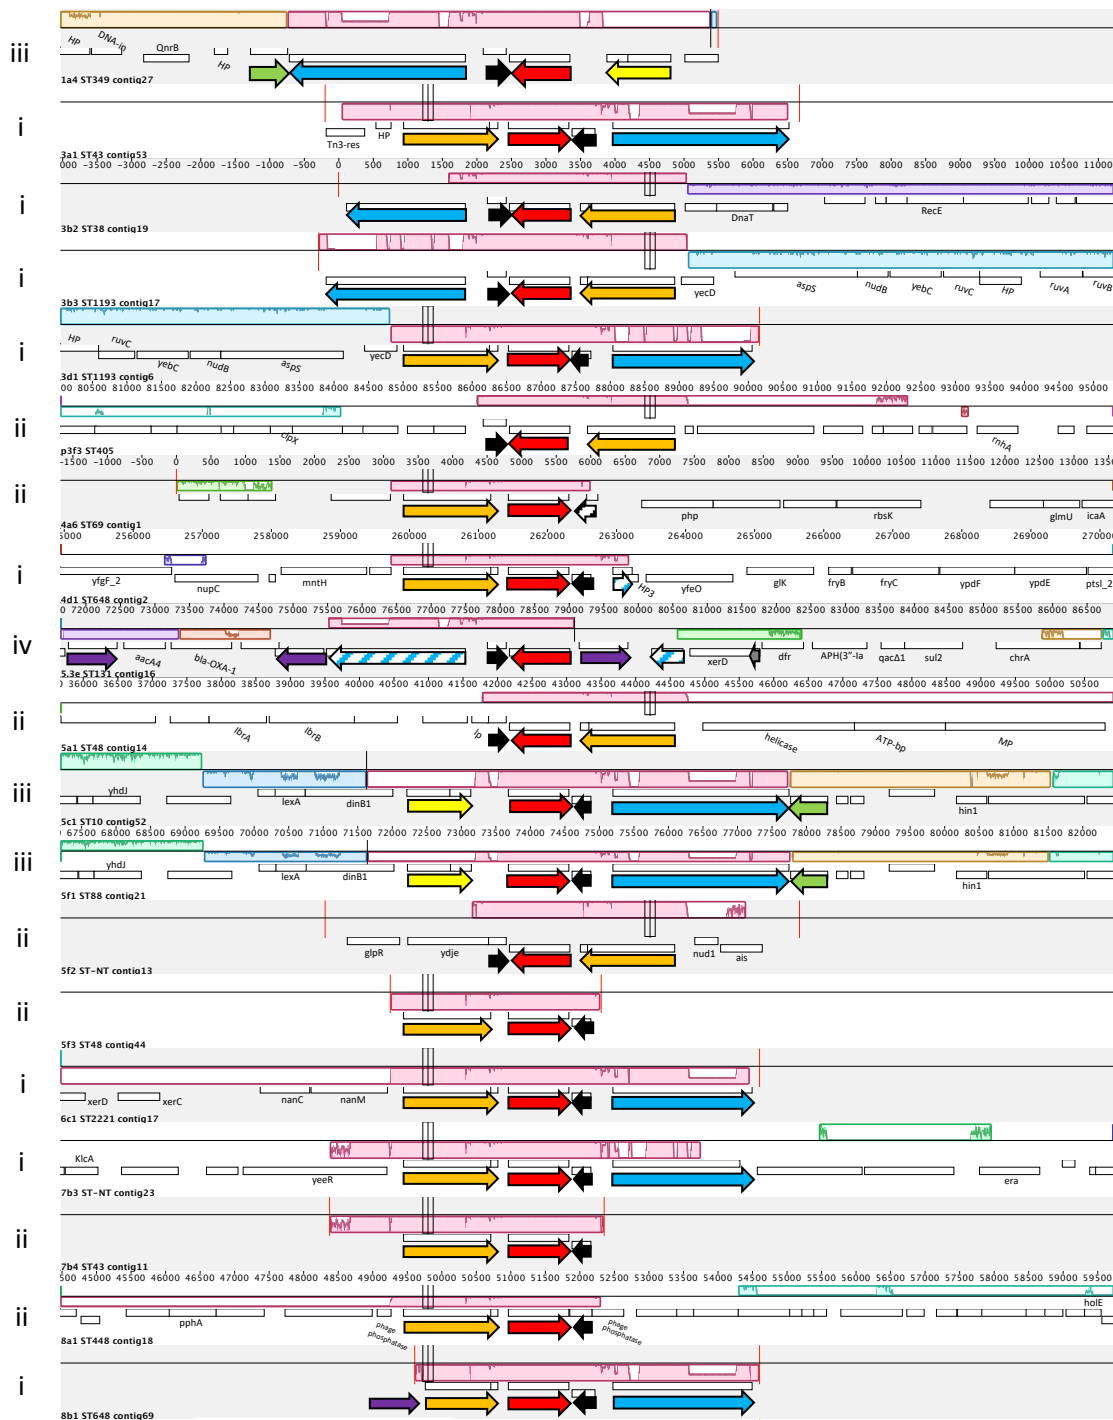 HP DNA-in QnrB HP
iii
1a4 ST349 contig27
i
Tn3-res HP
3a1 ST43 contig53
000 -3500 -3000 -2500 -2000 -1500 -1000 -500 0 500 1000 1500 2000 2500 3000 3500 4000 4500 5000 5500 6000 6500 7000 7500 8000 8500 9000 9500 10000 10500 11000
i
DnaT RecE
3b2 ST38 contig19
i
yecD aspS nudB yebC ruvC HP ruvA ruvB
3b3 ST1193 contig17
i
HP ruvC yebC nudB aspS yecD
3d1 ST1193 contig6
00 80500 81000 81500 82000 82500 83000 83500 84000 84500 85000 85500 86000 86500 87000 87500 88000 88500 89000 89500 90000 90500 91000 91500 92000 92500 93000 93500 94000 94500 95000
ii
clpX rnhA
p3f3 ST405
-1500 -1000 -500 0 500 1000 1500 2000 2500 3000 3500 4000 4500 5000 5500 6000 6500 7000 7500 8000 8500 9000 9500 10000 10500 11000 11500 12000 12500 13000 1350
ii
php rbsK glmU icaA
4a6 ST69 contig1
5000 256000 257000 258000 259000 260000 261000 262000 263000 264000 265000 266000 267000 268000 269000 27000
i
yfgF_2 nupC mntH HP3 yfeO glK fryB fryC ypdF ypdE ptsI_2
4d1 ST648 contig2
0 72000 72500 73000 73500 74000 74500 75000 75500 76000 76500 77000 77500 78000 78500 79000 79500 80000 80500 81000 81500 82000 82500 83000 83500 84000 84500 85000 85500 86000 86500
iv
aacA4 bla-OXA-1 xerD dfr APH(3"-Ia qacΔ1 sul2 chrA
5.3e ST131 contig16
36000 36500 37000 37500 38000 38500 39000 39500 40000 40500 41000 41500 42000 42500 43000 43500 44000 44500 45000 45500 46000 46500 47000 47500 48000 48500 49000 49500 50000 50500
ii
lbrA lbrB lp helicase ATP-bp MP
5a1 ST48 contig14
iii
yhdJ lexA dinB1 hin1
5c1 ST10 contig52
67500 68000 68500 69000 69500 70000 70500 71000 71500 72000 72500 73000 73500 74000 74500 75000 75500 76000 76500 77000 77500 78000 78500 79000 79500 80000 80500 81000 81500 82000
iii
yhdJ lexA dinB1 hin1
5f1 ST88 contig21
ii
glpR ydje nud1 ais
5f2 ST-NT contig13
ii
5f3 ST48 contig44
i
xerD xerC nanC nanM
6c1 ST2221 contig17
i
KlcA yeeR era
7b3 ST-NT contig23
ii
7b4 ST43 contig11
500 45000 45500 46000 46500 47000 47500 48000 48500 49000 49500 50000 50500 51000 51500 52000 52500 53000 53500 54000 54500 55000 55500 56000 56500 57000 57500 58000 58500 59000 59500
ii
pphA phage phosphatase phage phosphatase holE
8a1 ST448 contig18
i
8b1 ST648 contig69